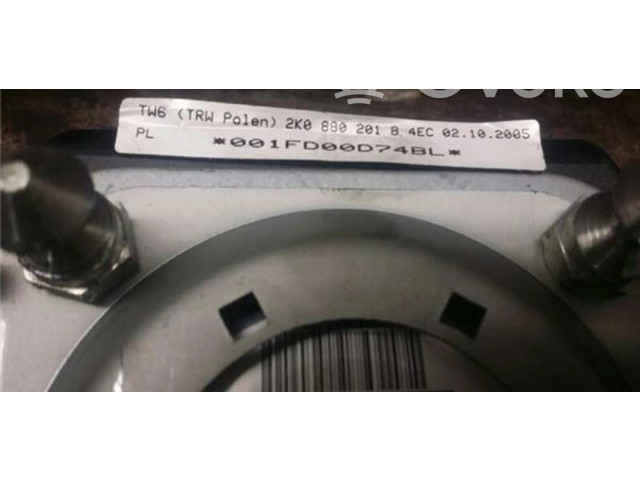 TW6 (TRW Polen) 2K0 880 201 B 4EC 02.10.2005
PL *001FD00D74BL*